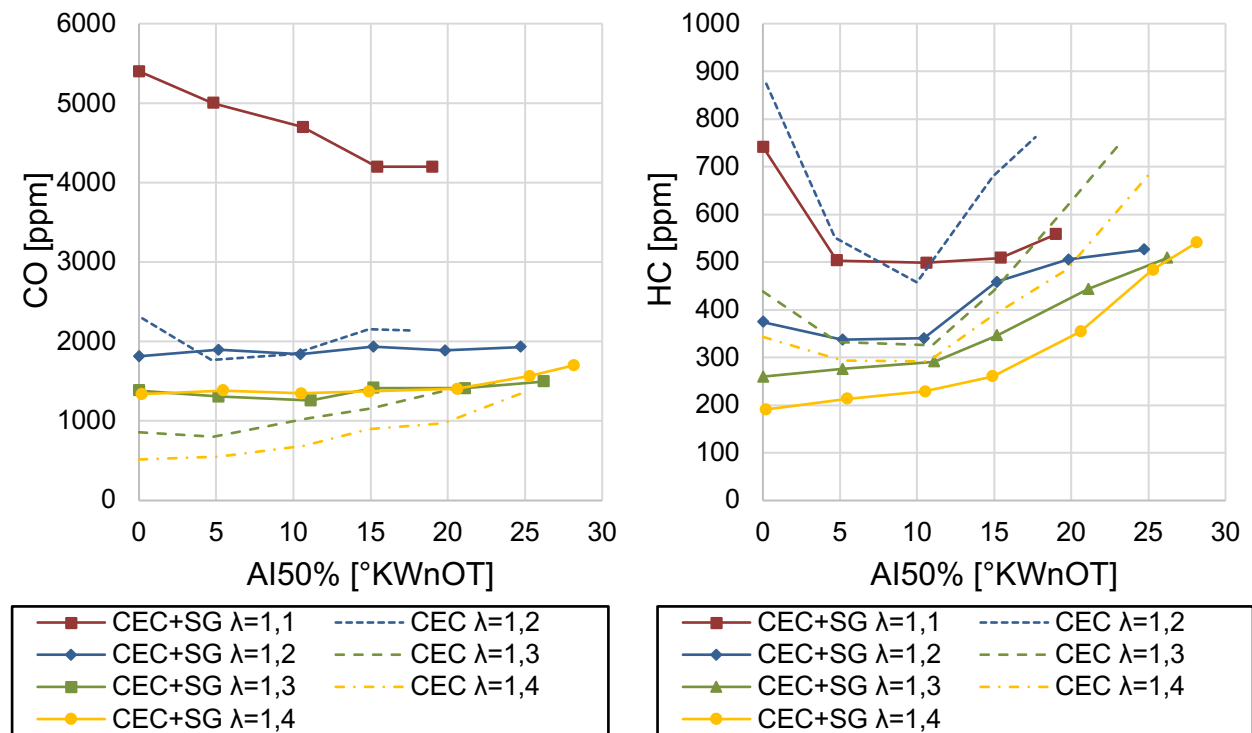 CO [ppm]
6000
5000
4000
3000
2000
1000
0
0 5 10 15 20 25 30
AI50% [°KWnOT]
CEC+SG λ=1,1 CEC λ=1,2
CEC+SG λ=1,2 CEC λ=1,3
CEC+SG λ=1,3 CEC λ=1,4
CEC+SG λ=1,4
HC [ppm]
1000
900
800
700
600
500
400
300
200
100
0
0 5 10 15 20 25 30
AI50% [°KWnOT]
CEC+SG λ=1,1 CEC λ=1,2
CEC+SG λ=1,2 CEC λ=1,3
CEC+SG λ=1,3 CEC λ=1,4
CEC+SG λ=1,4